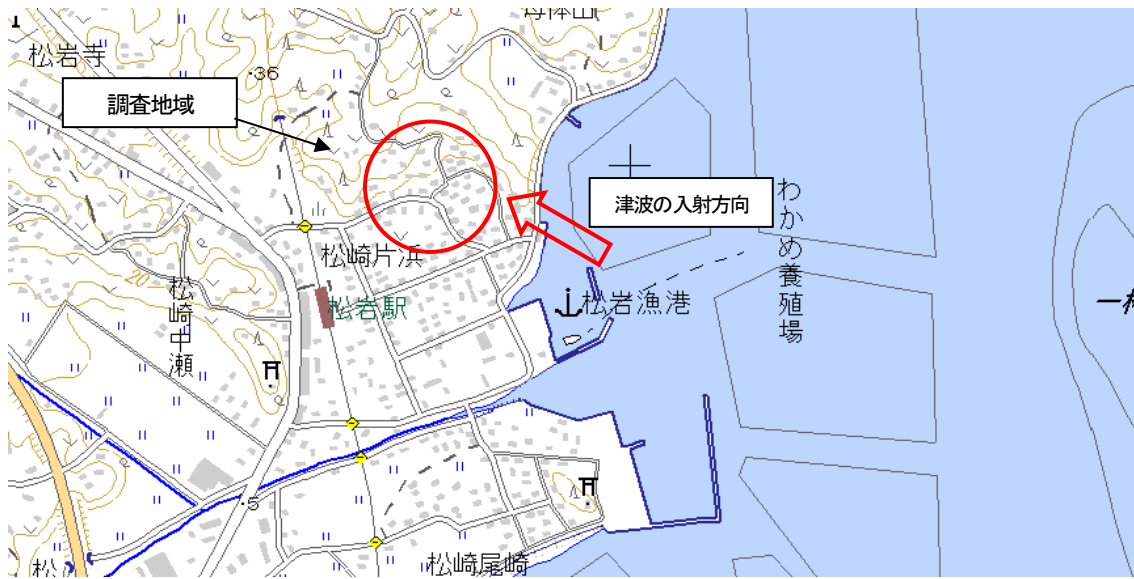 松岩寺
・36
調査地域
津波の入射方向
わかめ養殖場
松崎片浜
松岩駅
松岩漁港
松崎中瀬
20
・5
松崎尾崎
松